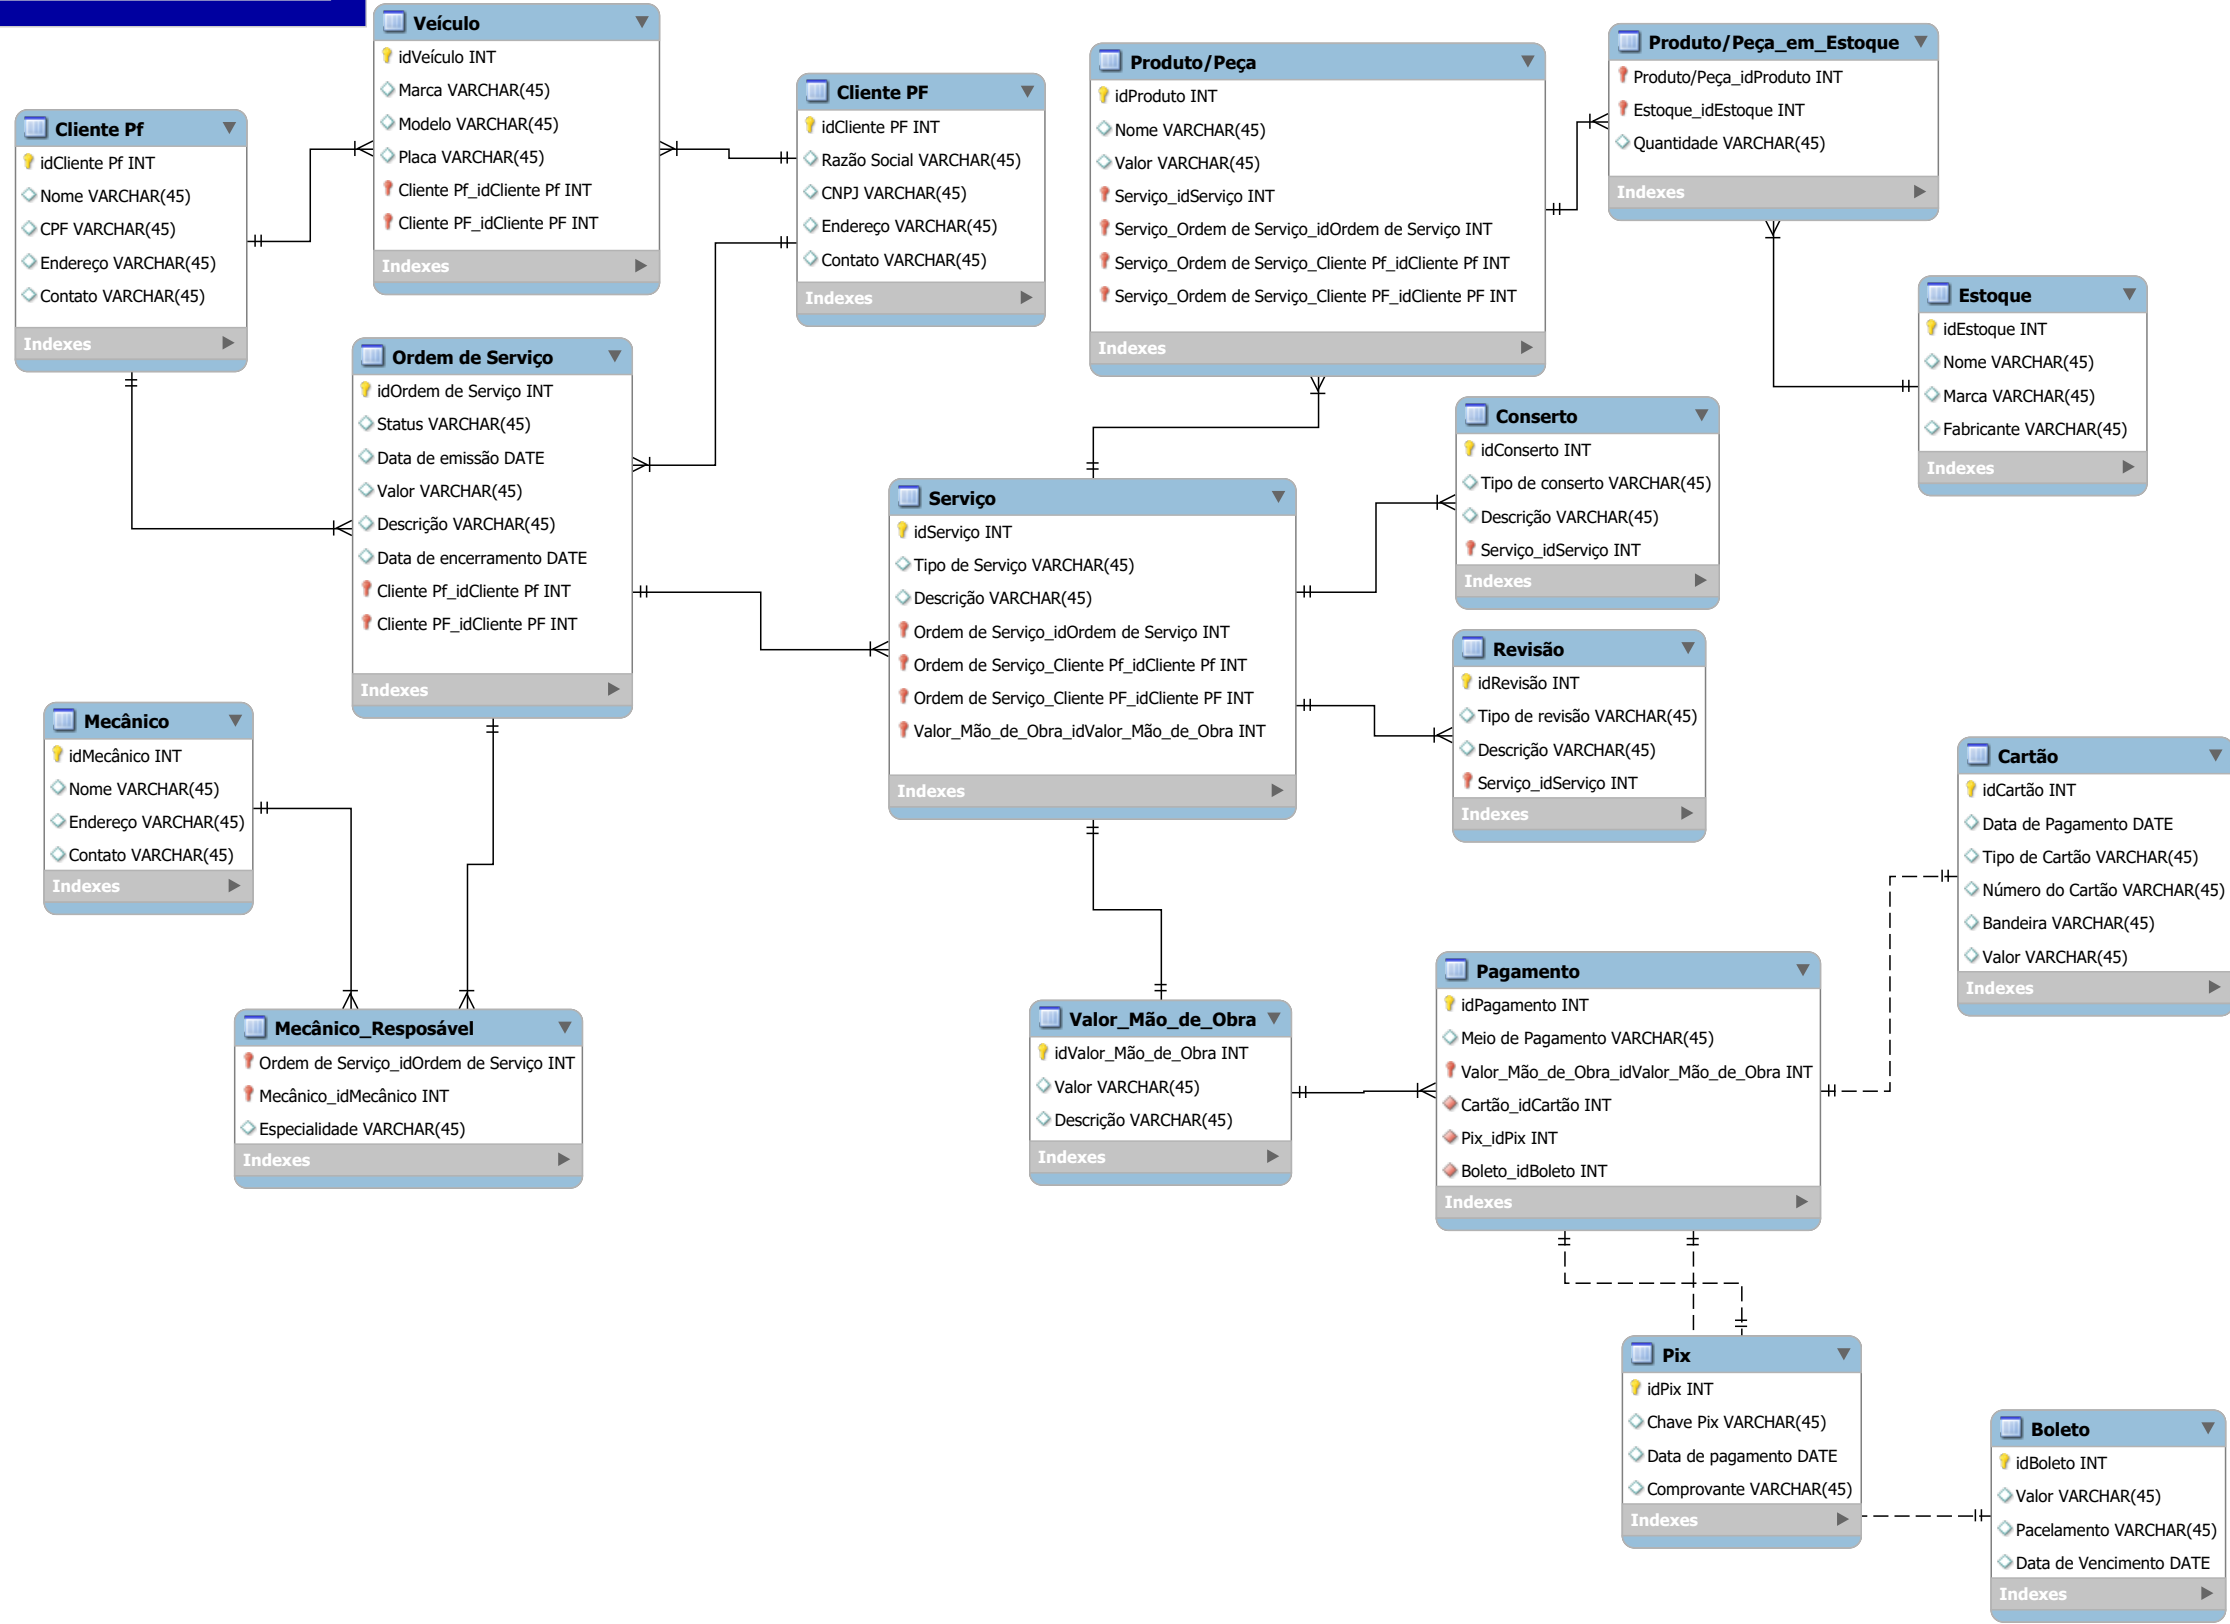 Veículo
idVeículo INT
Marca VARCHAR(45)
Modelo VARCHAR(45)
Placa VARCHAR(45)
Cliente Pf_idCliente Pf INT
Cliente PF_idCliente PF INT
Indexes
Cliente Pf
idCliente Pf INT
Nome VARCHAR(45)
CPF VARCHAR(45)
Endereço VARCHAR(45)
Contato VARCHAR(45)
Indexes
Cliente PF
idCliente PF INT
Razão Social VARCHAR(45)
CNPJ VARCHAR(45)
Endereço VARCHAR(45)
Contato VARCHAR(45)
Indexes
Produto/Peça
idProduto INT
Nome VARCHAR(45)
Valor VARCHAR(45)
Serviço_idServiço INT
Serviço_Ordem de Serviço_idOrdem de Serviço INT
Serviço_Ordem de Serviço_Cliente Pf_idCliente Pf INT
Serviço_Ordem de Serviço_Cliente PF_idCliente PF INT
Indexes
Produto/Peça_em_Estoque
Produto/Peça_idProduto INT
Estoque_idEstoque INT
Quantidade VARCHAR(45)
Indexes
Estoque
idEstoque INT
Nome VARCHAR(45)
Marca VARCHAR(45)
Fabricante VARCHAR(45)
Indexes
Ordem de Serviço
idOrdem de Serviço INT
Status VARCHAR(45)
Data de emissão DATE
Valor VARCHAR(45)
Descrição VARCHAR(45)
Data de encerramento DATE
Cliente Pf_idCliente Pf INT
Cliente PF_idCliente PF INT
Indexes
Conserto
idConserto INT
Tipo de conserto VARCHAR(45)
Descrição VARCHAR(45)
Serviço_idServiço INT
Indexes
Serviço
idServiço INT
Tipo de Serviço VARCHAR(45)
Descrição VARCHAR(45)
Ordem de Serviço_idOrdem de Serviço INT
Ordem de Serviço_Cliente Pf_idCliente Pf INT
Ordem de Serviço_Cliente PF_idCliente PF INT
Valor_Mão_de_Obra_idValor_Mão_de_Obra INT
Indexes
Revisão
idRevisão INT
Tipo de revisão VARCHAR(45)
Descrição VARCHAR(45)
Serviço_idServiço INT
Indexes
Mecânico
idMecânico INT
Nome VARCHAR(45)
Endereço VARCHAR(45)
Contato VARCHAR(45)
Indexes
Cartão
idCartão INT
Data de Pagamento DATE
Tipo de Cartão VARCHAR(45)
Número do Cartão VARCHAR(45)
Bandeira VARCHAR(45)
Valor VARCHAR(45)
Indexes
Mecânico_Resposável
Ordem de Serviço_idOrdem de Serviço INT
Mecânico_idMecânico INT
Especialidade VARCHAR(45)
Indexes
Valor_Mão_de_Obra
idValor_Mão_de_Obra INT
Valor VARCHAR(45)
Descrição VARCHAR(45)
Indexes
Pagamento
idPagamento INT
Meio de Pagamento VARCHAR(45)
Valor_Mão_de_Obra_idValor_Mão_de_Obra INT
Cartão_idCartão INT
Pix_idPix INT
Boleto_idBoleto INT
Indexes
Pix
idPix INT
Chave Pix VARCHAR(45)
Data de pagamento DATE
Comprovante VARCHAR(45)
Indexes
Boleto
idBoleto INT
Valor VARCHAR(45)
Pacelamento VARCHAR(45)
Data de Vencimento DATE
Indexes